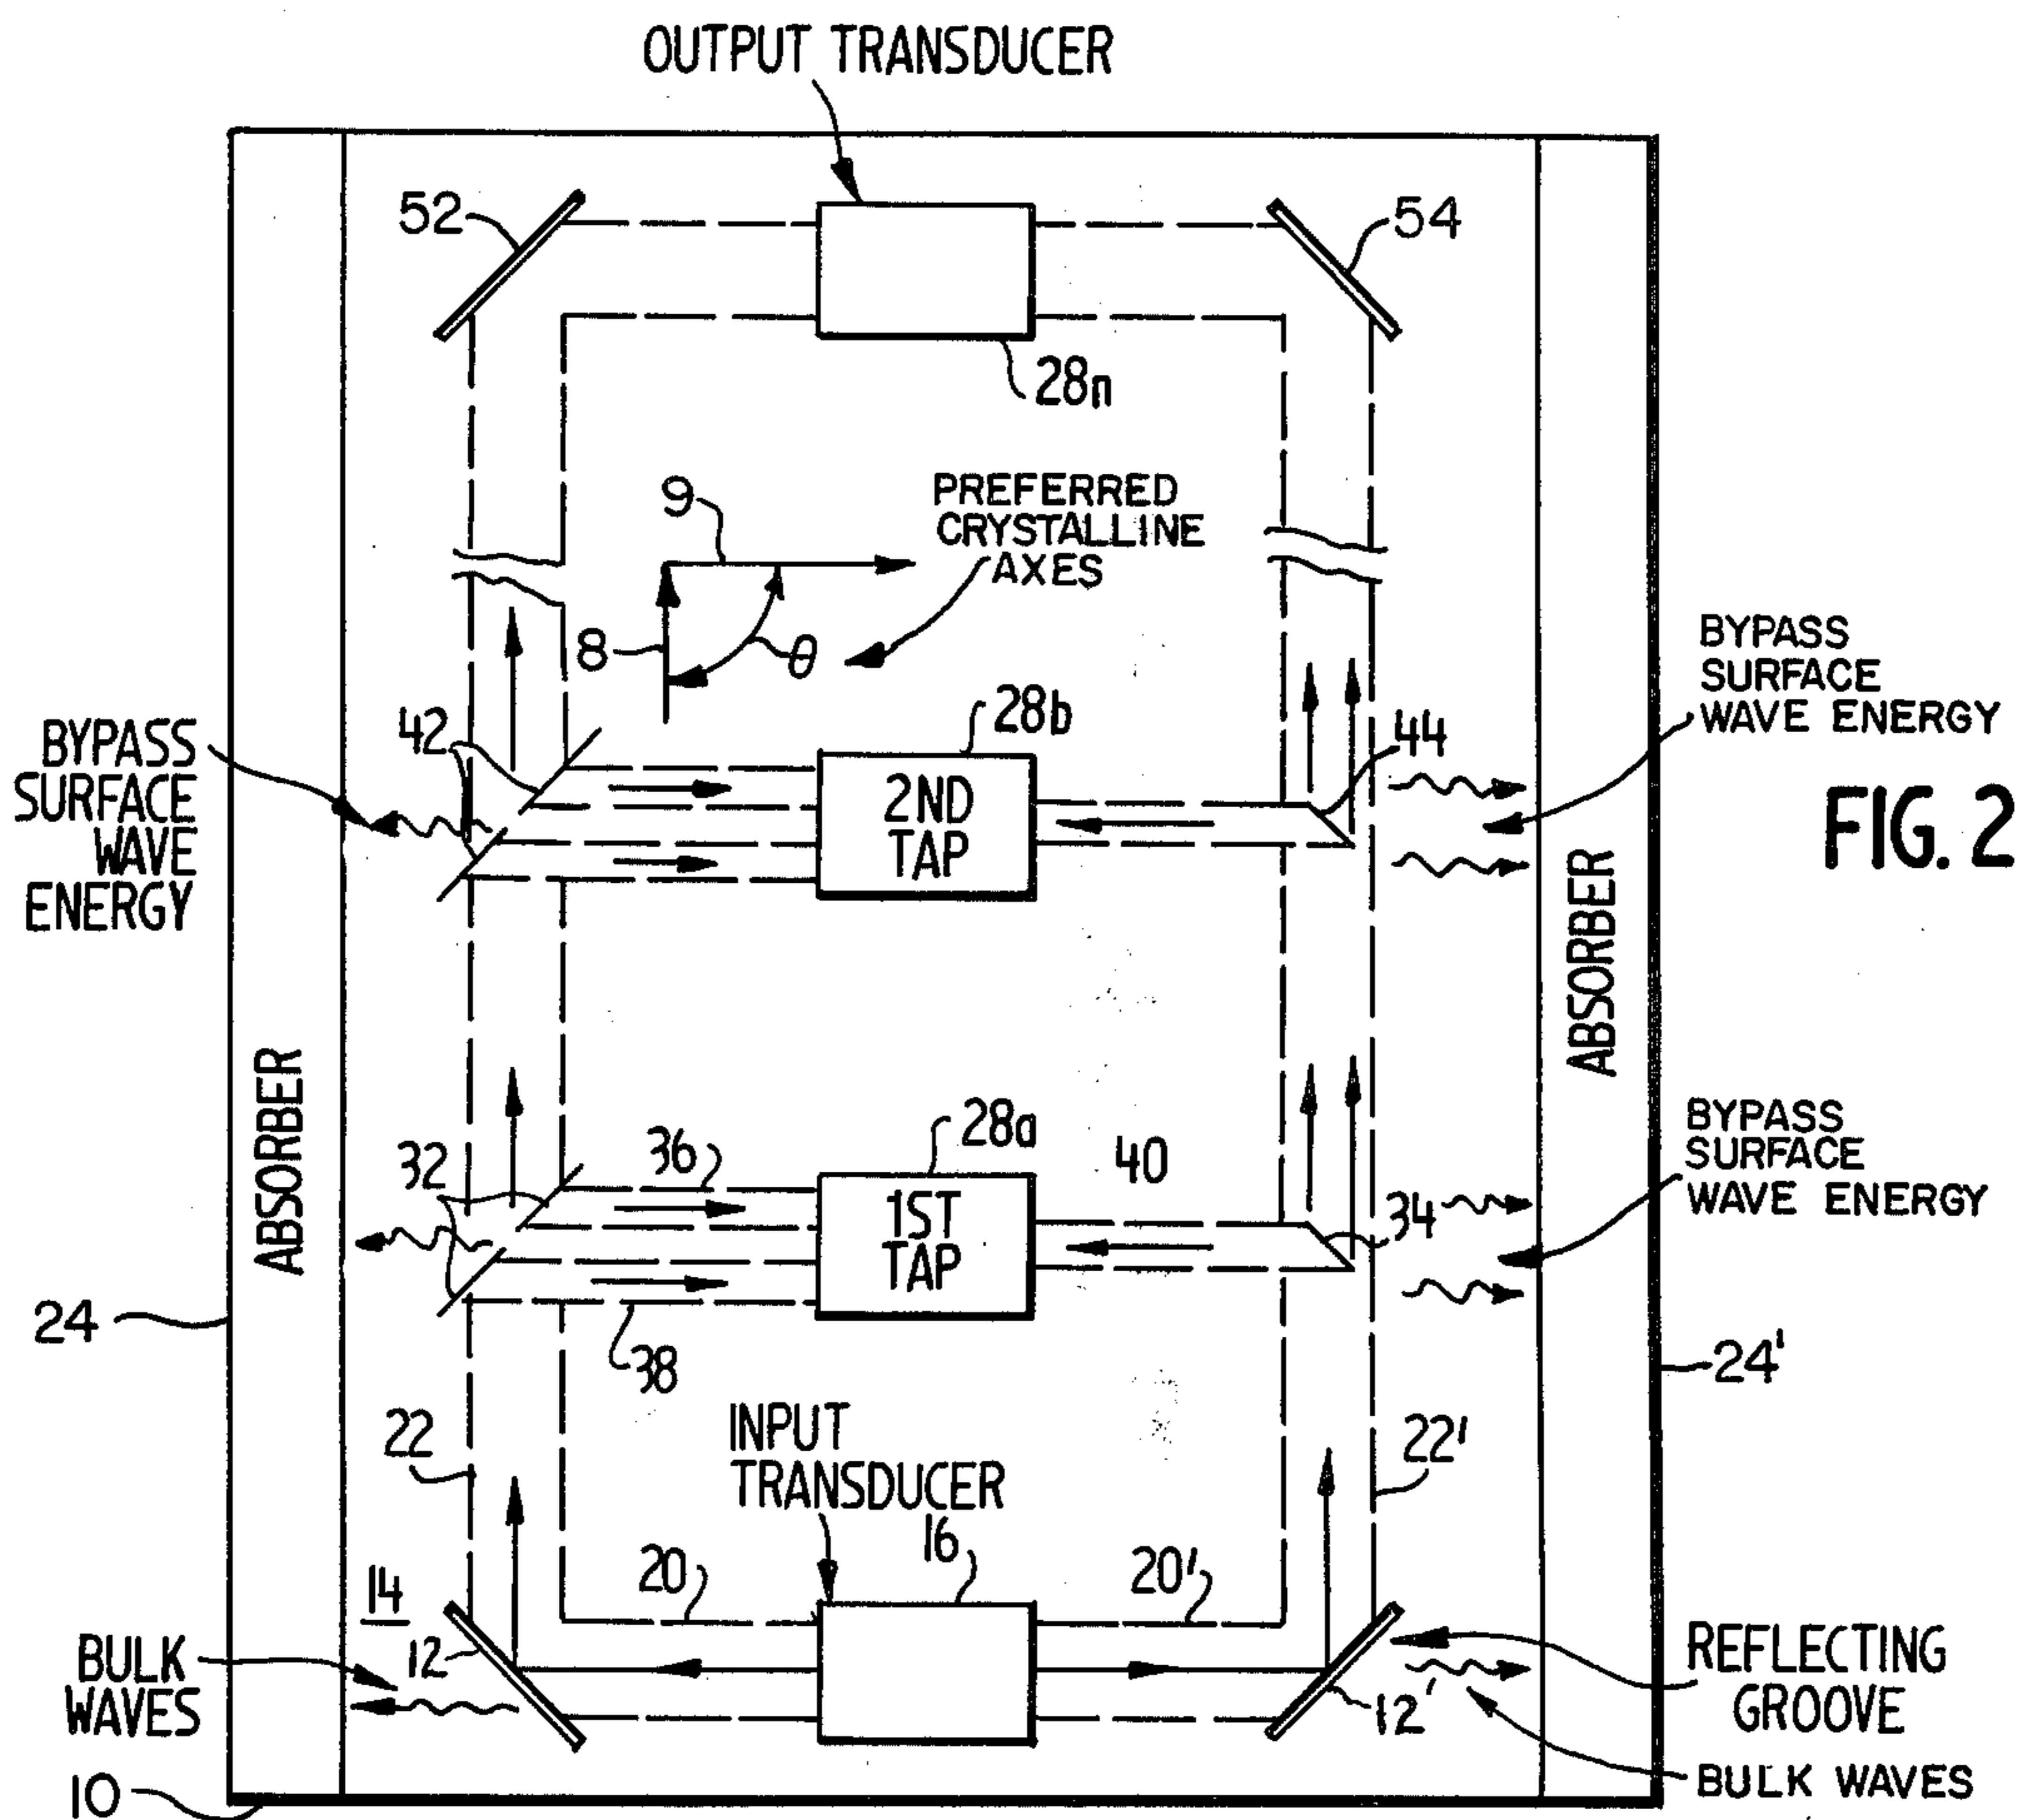 OUTPUT TRANSDUCER
52
54
28n
9
PREFERRED
CRYSTALLINE
AXES
8
θ
BYPASS
SURFACE
WAVE ENERGY
28b
42
44
BYPASS
SURFACE
WAVE
ENERGY
2ND
TAP
FIG. 2
ABSORBER
ABSORBER
28a
40
36
32
1ST
TAP
34
BYPASS
SURFACE
WAVE ENERGY
24
38
24'
22
INPUT
TRANSDUCER
16
22'
20
20'
14
12
BULK
WAVES
12'
REFLECTING
GROOVE
BULK WAVES
10